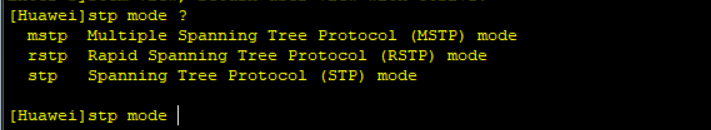 [Huawei]stp mode ?
  mstp  Multiple Spanning Tree Protocol (MSTP) mode
  rstp  Rapid Spanning Tree Protocol (RSTP) mode
  stp   Spanning Tree Protocol (STP) mode
[Huawei]stp mode